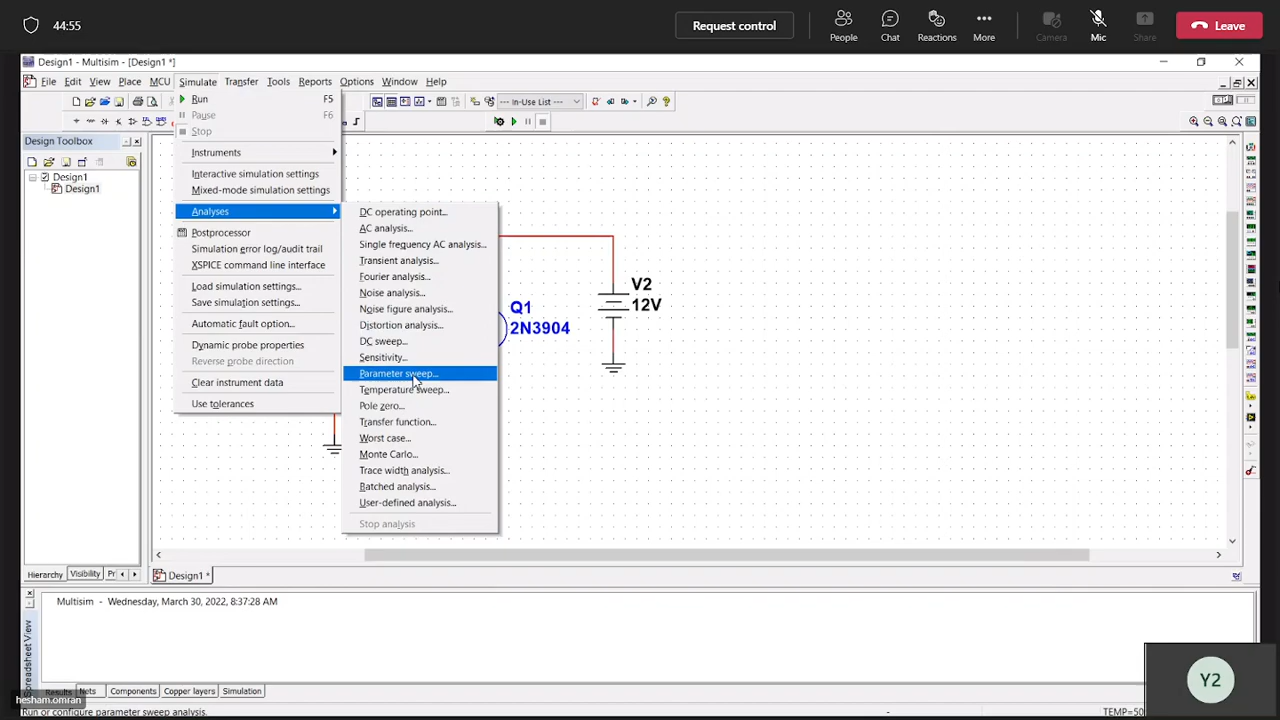 44:55
Request control
People
Chat
Reactions
More
Camera
Mic
Share
Leave
Design1 - Multisim - [Design1 *]
File Edit View Place MCU Simulate Transfer Tools Reports Options Window Help
--- In-Use List ---
Run F5
Pause F6
Stop
Instruments
Interactive simulation settings
Mixed-mode simulation settings
Analyses
Postprocessor
Simulation error log/audit trail
XSPICE command line interface
Load simulation settings...
Save simulation settings...
Automatic fault option...
Dynamic probe properties
Reverse probe direction
Clear instrument data
Use tolerances
DC operating point...
AC analysis...
Single frequency AC analysis...
Transient analysis...
Fourier analysis...
Noise analysis...
Noise figure analysis...
Distortion analysis...
DC sweep...
Sensitivity...
Parameter sweep...
Temperature sweep...
Pole zero...
Transfer function...
Worst case...
Monte Carlo...
Trace width analysis...
Batched analysis...
User-defined analysis...
Stop analysis
Design Toolbox
Design1
Design1
Q1
2N3904
V2
12V
Hierarchy Visibility Pr
Design1 *
Multisim - Wednesday, March 30, 2022, 8:37:28 AM
Spreadsheet View
Results Nets Components Copper layers Simulation
hesham.omran
Run or configure parameter sweep analysis.
-
TEMP=50
Y2